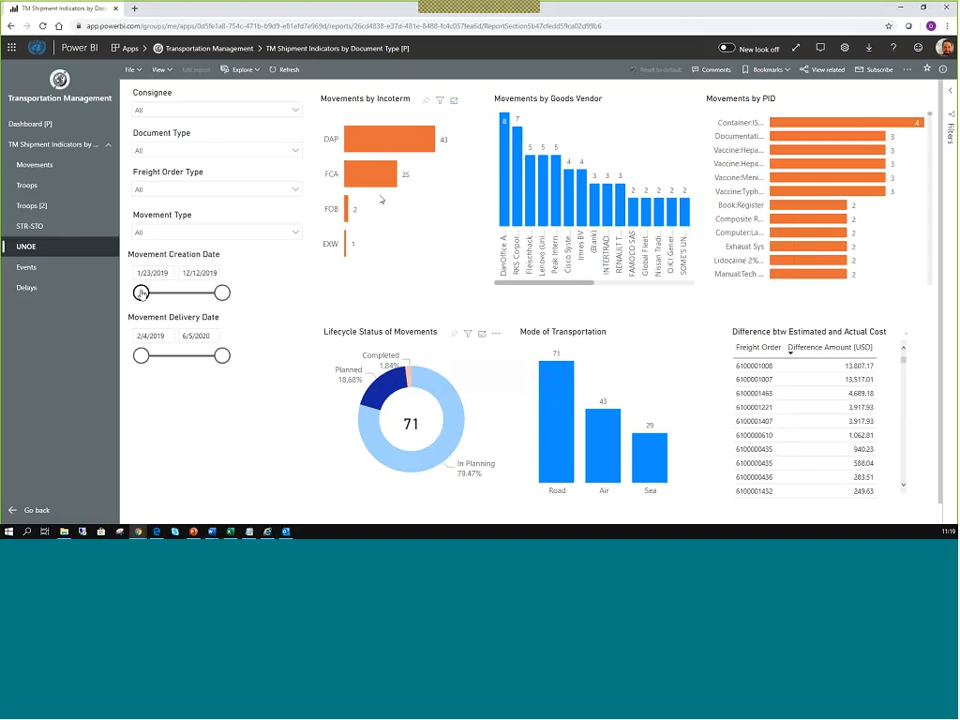 TM Shipment Indicators by Docu
app.powerbi.com/groups/me/apps/0d5fe1a8-754c-4071-b9d9-e81efd7e969d/reports/26cd4838-e37d-481e-8488-fc4c057fea6d/ReportSection5b47cfedd59ca02d99b6
Power BI
Apps
Transportation Management
TM Shipment Indicators by Document Type [P]
New look off
Transportation Management
File
View
Edit report
Explore
Refresh
Reset to default
Comments
Bookmarks
View related
Subscribe
Dashboard [P]
TM Shipment Indicators by ...
Movements
Troops
Troops [2]
STR-STO
UNOE
Events
Delays
Go back
Consignee
All
Document Type
All
Freight Order Type
All
Movement Type
All
Movement Creation Date
1/23/2019 12/12/2019
Movement Delivery Date
2/4/2019 6/5/2020
Movements by Incoterm
DAP 43
FCA 25
FOB 2
EXW 1
Movements by Goods Vendor
8 7 5 5 5 4 4 3 3 3 2 2 2 2 2
DanOffice A...
RKS Corpor...
Fleischhack...
Lenovo (Uni...
Peak Intern...
Cisco Syste...
Imres BV
(Blank)
INTERTRAD...
RENAULT T...
FAMOCO SAS
Global Fleet...
Nissan Tradi...
O.K.I Gener...
SOME'S UN...
Movements by PID
Container:IS... 4
Documentati... 3
Vaccine:Hepa... 3
Vaccine:Hepa... 3
Vaccine:Meni... 3
Vaccine:Typh... 3
Book:Register 2
Composite R... 2
Computer:La... 2
Exhaust Sys 2
Lidocaine 2%... 2
Manual:Tech... 2
Filters
Lifecycle Status of Movements
Completed
1.84%
Planned
18.68%
71
In Planning
79.47%
Mode of Transportation
71
43
29
Road Air Sea
Difference btw Estimated and Actual Cost
Freight Order Difference Amount [USD]
6100001008 13,807.17
6100001007 13,517.01
6100001463 4,689.18
6100001221 3,917.93
6100001407 3,917.93
6100000610 1,062.81
6100000435 940.23
6100000435 588.04
6100000436 283.51
6100001432 249.63
11:19